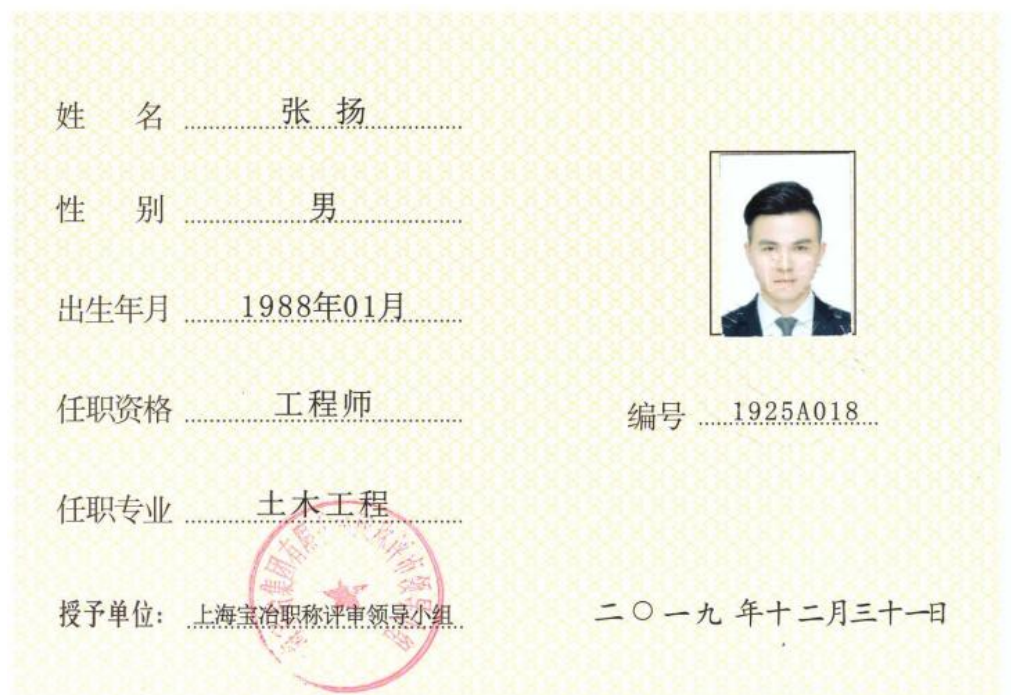 姓名 张扬
性别 男
出生年月 1988年01月
任职资格 工程师
编号 1925A018
任职专业 土木工程
授予单位: 上海宝冶职称评审领导小组
二〇一九年十二月三十一日